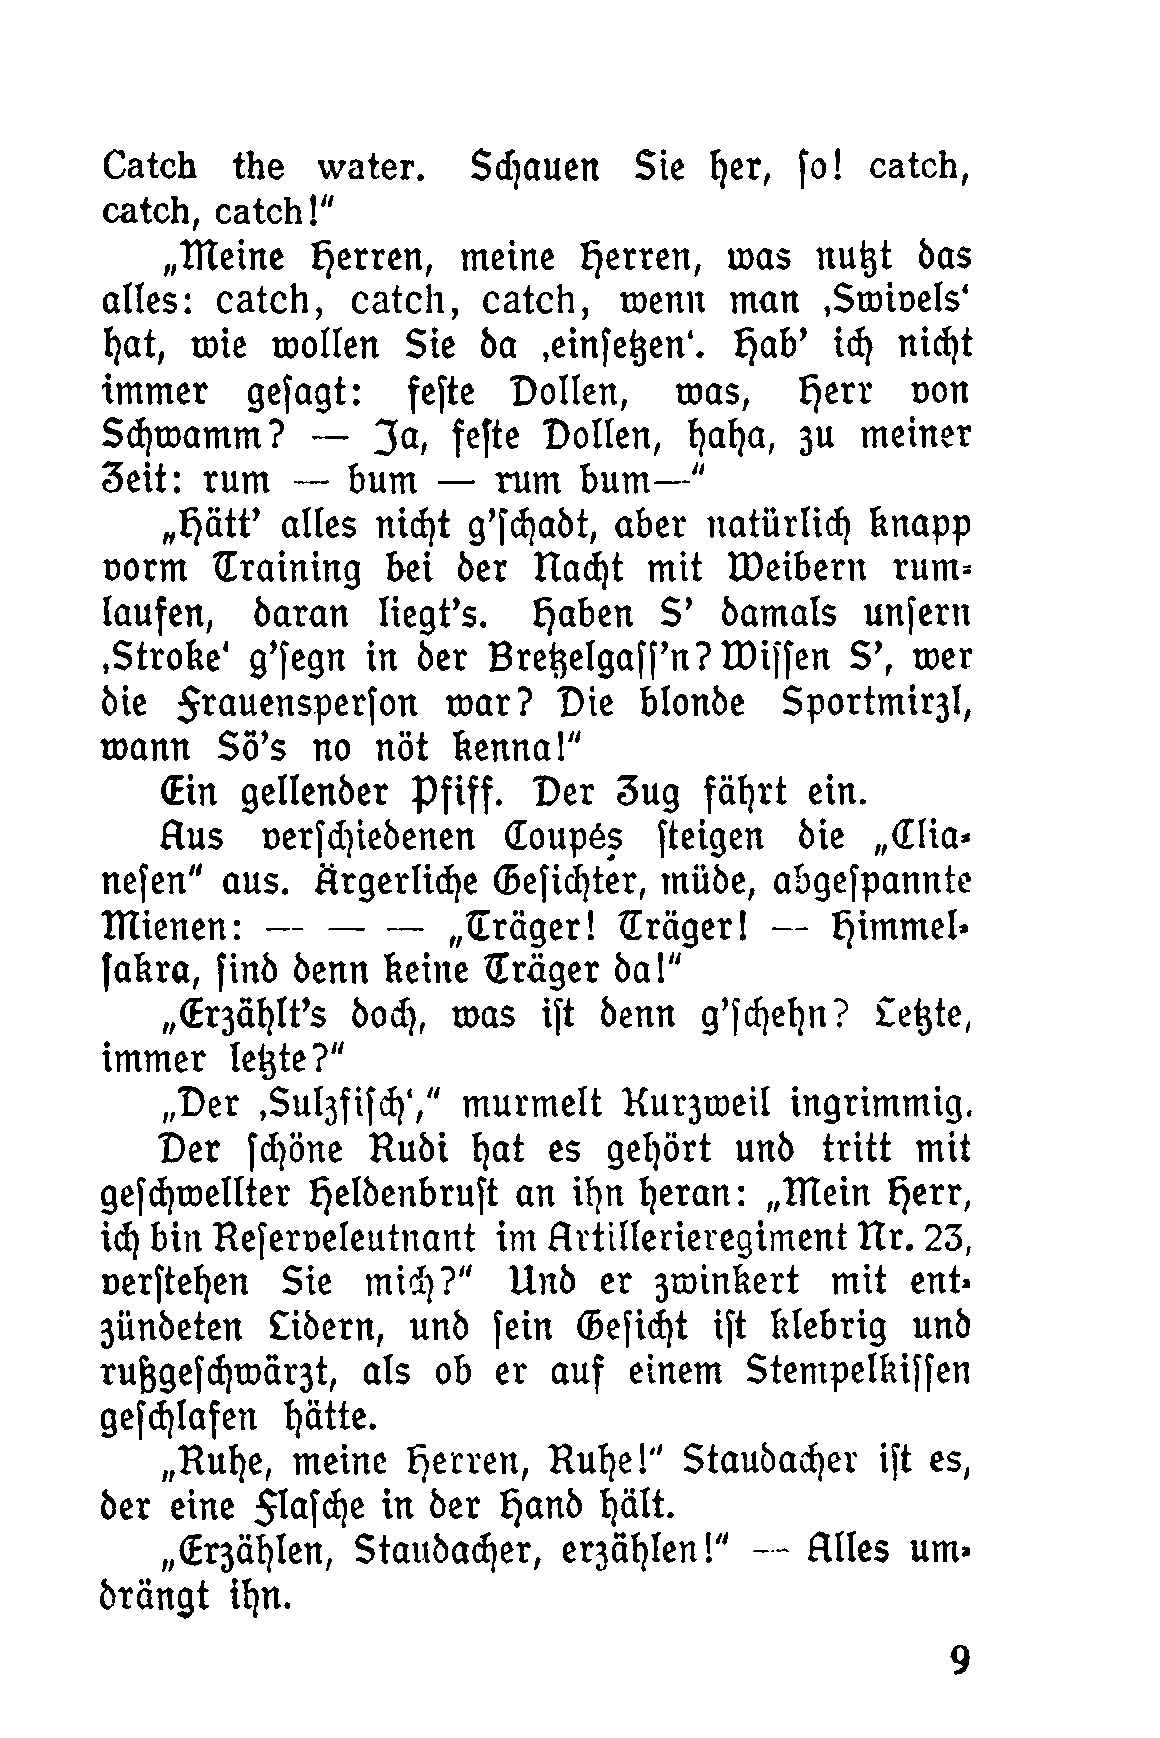 Catch the water. Schauen Sie her, so! catch,
catch, catch!“
„Meine Herren, meine Herren, was nutzt das
alles: catch, catch, catch, wenn man ‚Swivels‘
hat, wie wollen Sie da ‚einsetzen‘. Hab’ ich nicht
immer gesagt: feste Dollen, was, Herr von
Schwamm? — Ja, feste Dollen, haha, zu meiner
Zeit: rum — bum — rum bum—“
„Hätt’ alles nicht g’schadt, aber natürlich knapp
vorm Training bei der Nacht mit Weibern rum-
laufen, daran liegt’s. Haben S’ damals unsern
‚Stroke‘ g’segn in der Bretzelgass’n? Wissen S’, wer
die Frauensperson war? Die blonde Sportmirzl,
wann Sö’s no nöt kenna!“
Ein gellender Pfiff. Der Zug fährt ein.
Aus verschiedenen Coupés steigen die „Clia-
nesen“ aus. Ärgerliche Gesichter, müde, abgespannte
Mienen: — — — „Träger! Träger! — Himmel-
sakra, sind denn keine Träger da!“
„Erzählt’s doch, was ist denn g’schehn? Letzte,
immer letzte?“
„Der ‚Sulzfisch‘,“ murmelt Kurzweil ingrimmig.
Der schöne Rudi hat es gehört und tritt mit
geschwellter Heldenbrust an ihn heran: „Mein Herr,
ich bin Reserveleutnant im Artillerieregiment Nr. 23,
verstehen Sie mich?“ Und er zwinkert mit ent-
zündeten Lidern, und sein Gesicht ist klebrig und
rußgeschwärzt, als ob er auf einem Stempelkissen
geschlafen hätte.
„Ruhe, meine Herren, Ruhe!“ Staudacher ist es,
der eine Flasche in der Hand hält.
„Erzählen, Staudacher, erzählen!“ — Alles um-
drängt ihn.
9